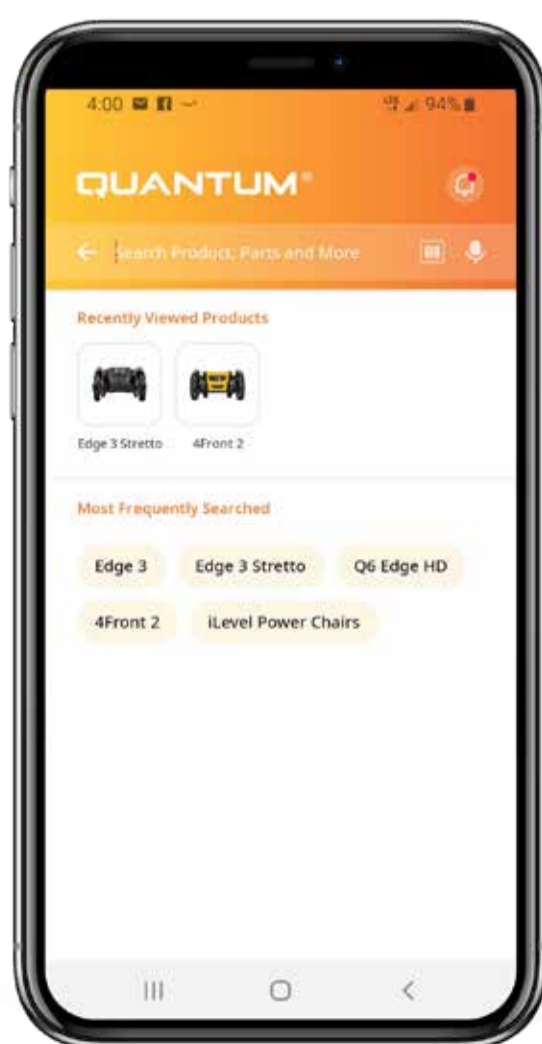 4:00 94%
QUANTUM®
Search Product, Parts and More
Recently Viewed Products
Edge 3 Stretto 4Front 2
Most Frequently Searched
Edge 3 Edge 3 Stretto Q6 Edge HD
4Front 2 iLevel Power Chairs